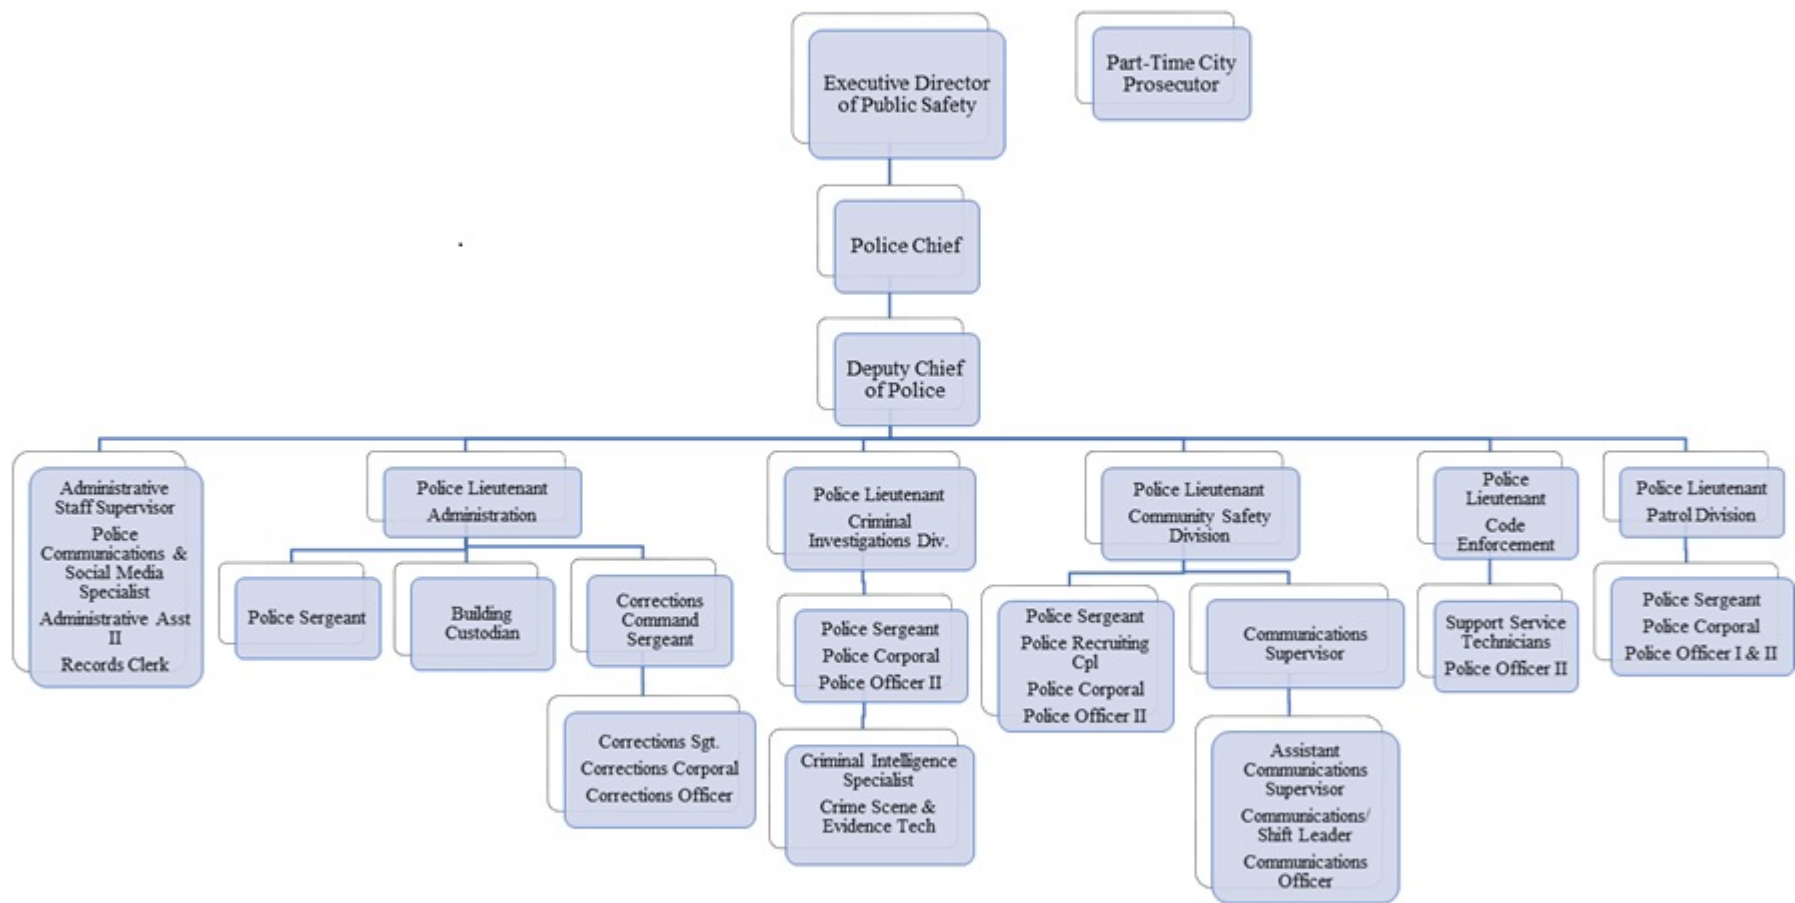 Executive Director
of Public Safety
Part-Time City
Prosecutor
Police Chief
Deputy Chief
of Police
Administrative
Staff Supervisor
Police
Communications &
Social Media
Specialist
Administrative Asst
II
Records Clerk
Police Lieutenant
Administration
Police Lieutenant
Criminal
Investigations Div.
Police Lieutenant
Community Safety
Division
Police
Lieutenant
Code
Enforcement
Police Lieutenant
Patrol Division
Police Sergeant
Building
Custodian
Corrections
Command
Sergeant
Police Sergeant
Police Corporal
Police Officer II
Police Sergeant
Police Recruiting
Cpl
Police Corporal
Police Officer II
Communications
Supervisor
Support Service
Technicians
Police Officer II
Police Sergeant
Police Corporal
Police Officer I & II
Corrections Sgt.
Corrections Corporal
Corrections Officer
Criminal Intelligence
Specialist
Crime Scene &
Evidence Tech
Assistant
Communications
Supervisor
Communications/
Shift Leader
Communications
Officer